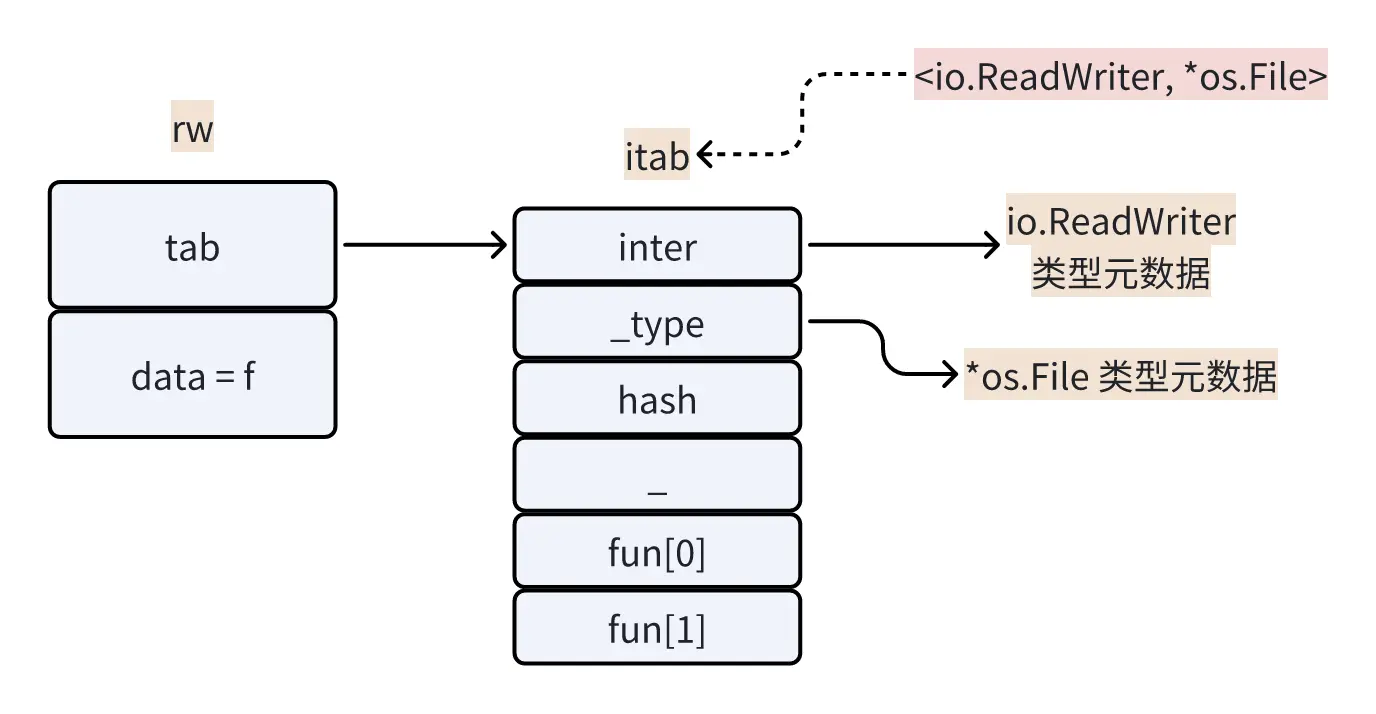 <io.ReadWriter, *os.File>
rw
itab
tab
data = f
inter
_type
hash
_
fun[0]
fun[1]
io.ReadWriter
类型元数据
*os.File 类型元数据